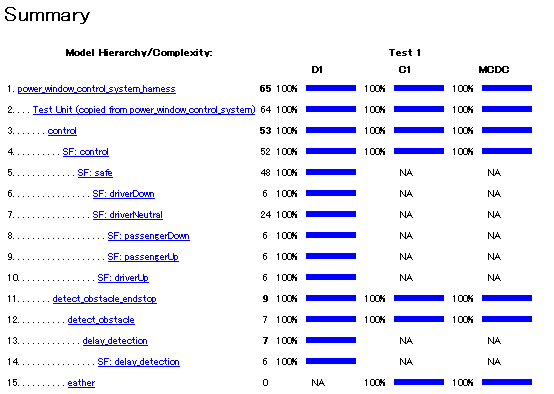 Summary
Model Hierarchy/Complexity: Test 1
D1 C1 MCDC
1. power_window_control_system_harness 65 100% 100% 100%
2. . . . Test Unit (copied from power_window_control_system) 64 100% 100% 100%
3. . . . . . . control 53 100% 100% 100%
4. . . . . . . . . . SF: control 52 100% 100% 100%
5. . . . . . . . . . . . . SF: safe 48 100% NA NA
6. . . . . . . . . . . . . . . . SF: driverDown 6 100% NA NA
7. . . . . . . . . . . . . . . . SF: driverNeutral 24 100% NA NA
8. . . . . . . . . . . . . . . . . . . SF: passengerDown 6 100% NA NA
9. . . . . . . . . . . . . . . . . . . SF: passengerUp 6 100% NA NA
10. . . . . . . . . . . . . . . . SF: driverUp 6 100% NA NA
11. . . . . . . detect_obstacle_endstop 9 100% 100% 100%
12. . . . . . . . . . detect_obstacle 7 100% 100% 100%
13. . . . . . . . . . . . . delay_detection 7 100% NA NA
14. . . . . . . . . . . . . . . . SF: delay_detection 6 100% NA NA
15. . . . . . . . . . eather 0 NA 100% 100%